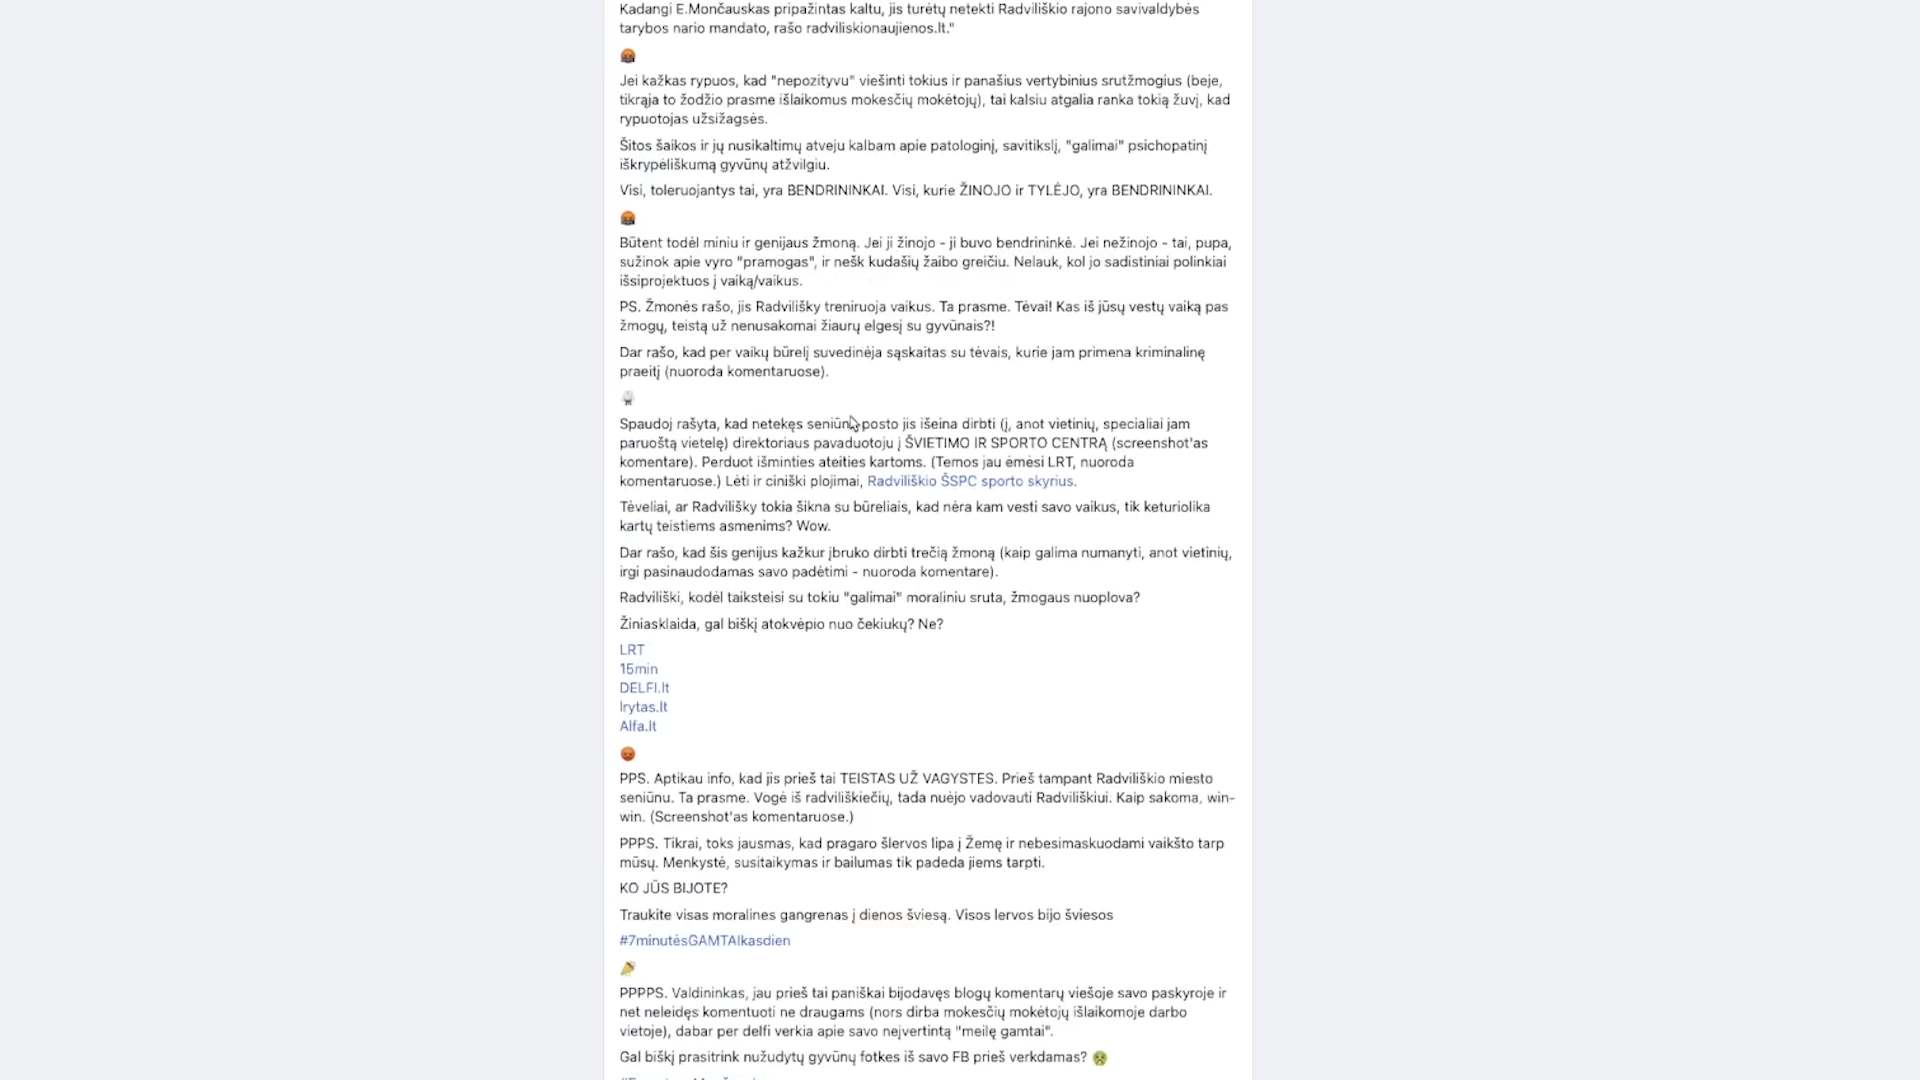 Kadangi E.Mončauskas pripažintas kaltu, jis turėtų netekti Radviliškio rajono savivaldybės
tarybos nario mandato, rašo radviliskionaujienos.lt."
Jei kažkas rypuos, kad "nepozityvu" viešinti tokius ir panašius vertybinius srutžmogius (beje,
tikrąja to žodžio prasme išlaikomus mokesčių mokėtojų), tai kalsiu atgalia ranka tokią žuvį, kad
rypuotojas užsižagsės.
Šitos šaikos ir jų nusikaltimų atveju kalbam apie patologinį, savitikslį, "galimai" psichopatinį
iškrypėliškumą gyvūnų atžvilgiu.
Visi, toleruojantys tai, yra BENDRININKAI. Visi, kurie ŽINOJO ir TYLĖJO, yra BENDRININKAI.
Būtent todėl miniu ir genijaus žmoną. Jei ji žinojo - ji buvo bendrininkė. Jei nežinojo - tai, pupa,
sužinok apie vyro "pramogas", ir nešk kudašių žaibo greičiu. Nelauk, kol jo sadistiniai polinkiai
išsiprojektuos į vaiką/vaikus.
PS. Žmonės rašo, jis Radvilišky treniruoja vaikus. Ta prasme. Tėvai! Kas iš jūsų vestų vaiką pas
žmogų, teistą už nenusakomai žiaurų elgesį su gyvūnais?!
Dar rašo, kad per vaikų būrelį suvedinėja sąskaitas su tėvais, kurie jam primena kriminalinę
praeitį (nuoroda komentaruose).
Spaudoj rašyta, kad netekęs seniūno posto jis išeina dirbti (į, anot vietinių, specialiai jam
paruoštą vietelę) direktoriaus pavaduotoju į ŠVIETIMO IR SPORTO CENTRĄ (screenshot'as
komentare). Perduot išminties ateities kartoms. (Temos jau ėmėsi LRT, nuoroda
komentaruose.) Lėti ir ciniški plojimai, Radviliškio ŠSPC sporto skyrius.
Tėveliai, ar Radvilišky tokia šikna su būreliais, kad nėra kam vesti savo vaikus, tik keturiolika
kartų teistiems asmenims? Wow.
Dar rašo, kad šis genijus kažkur įbruko dirbti trečią žmoną (kaip galima numanyti, anot vietinių,
irgi pasinaudodamas savo padėtimi - nuoroda komentare).
Radviliški, kodėl taiksteisi su tokiu "galimai" moraliniu sruta, žmogaus nuoplova?
Žiniasklaida, gal biškį atokvėpio nuo čekiukų? Ne?
LRT
15min
DELFI.lt
lrytas.lt
Alfa.lt
PPS. Aptikau info, kad jis prieš tai TEISTAS UŽ VAGYSTES. Prieš tampant Radviliškio miesto
seniūnu. Ta prasme. Vogė iš radviliškiečių, tada nuėjo vadovauti Radviliškiui. Kaip sakoma, win-
win. (Screenshot'as komentaruose.)
PPPS. Tikrai, toks jausmas, kad pragaro šlervos lipa į Žemę ir nebesimaskuodami vaikšto tarp
mūsų. Menkystė, susitaikymas ir bailumas tik padeda jiems tarpti.
KO JŪS BIJOTE?
Traukite visas moralines gangrenas į dienos šviesą. Visos lervos bijo šviesos
#7minutėsGAMTAIkasdien
PPPPS. Valdininkas, jau prieš tai paniškai bijodavęs blogų komentarų viešoje savo paskyroje ir
net neleidęs komentuoti ne draugams (nors dirba mokesčių mokėtojų išlaikomoje darbo
vietoje), dabar per delfi verkia apie savo neįvertintą "meilę gamtai".
Gal biškį prasitrink nužudytų gyvūnų fotkes iš savo FB prieš verkdamas?